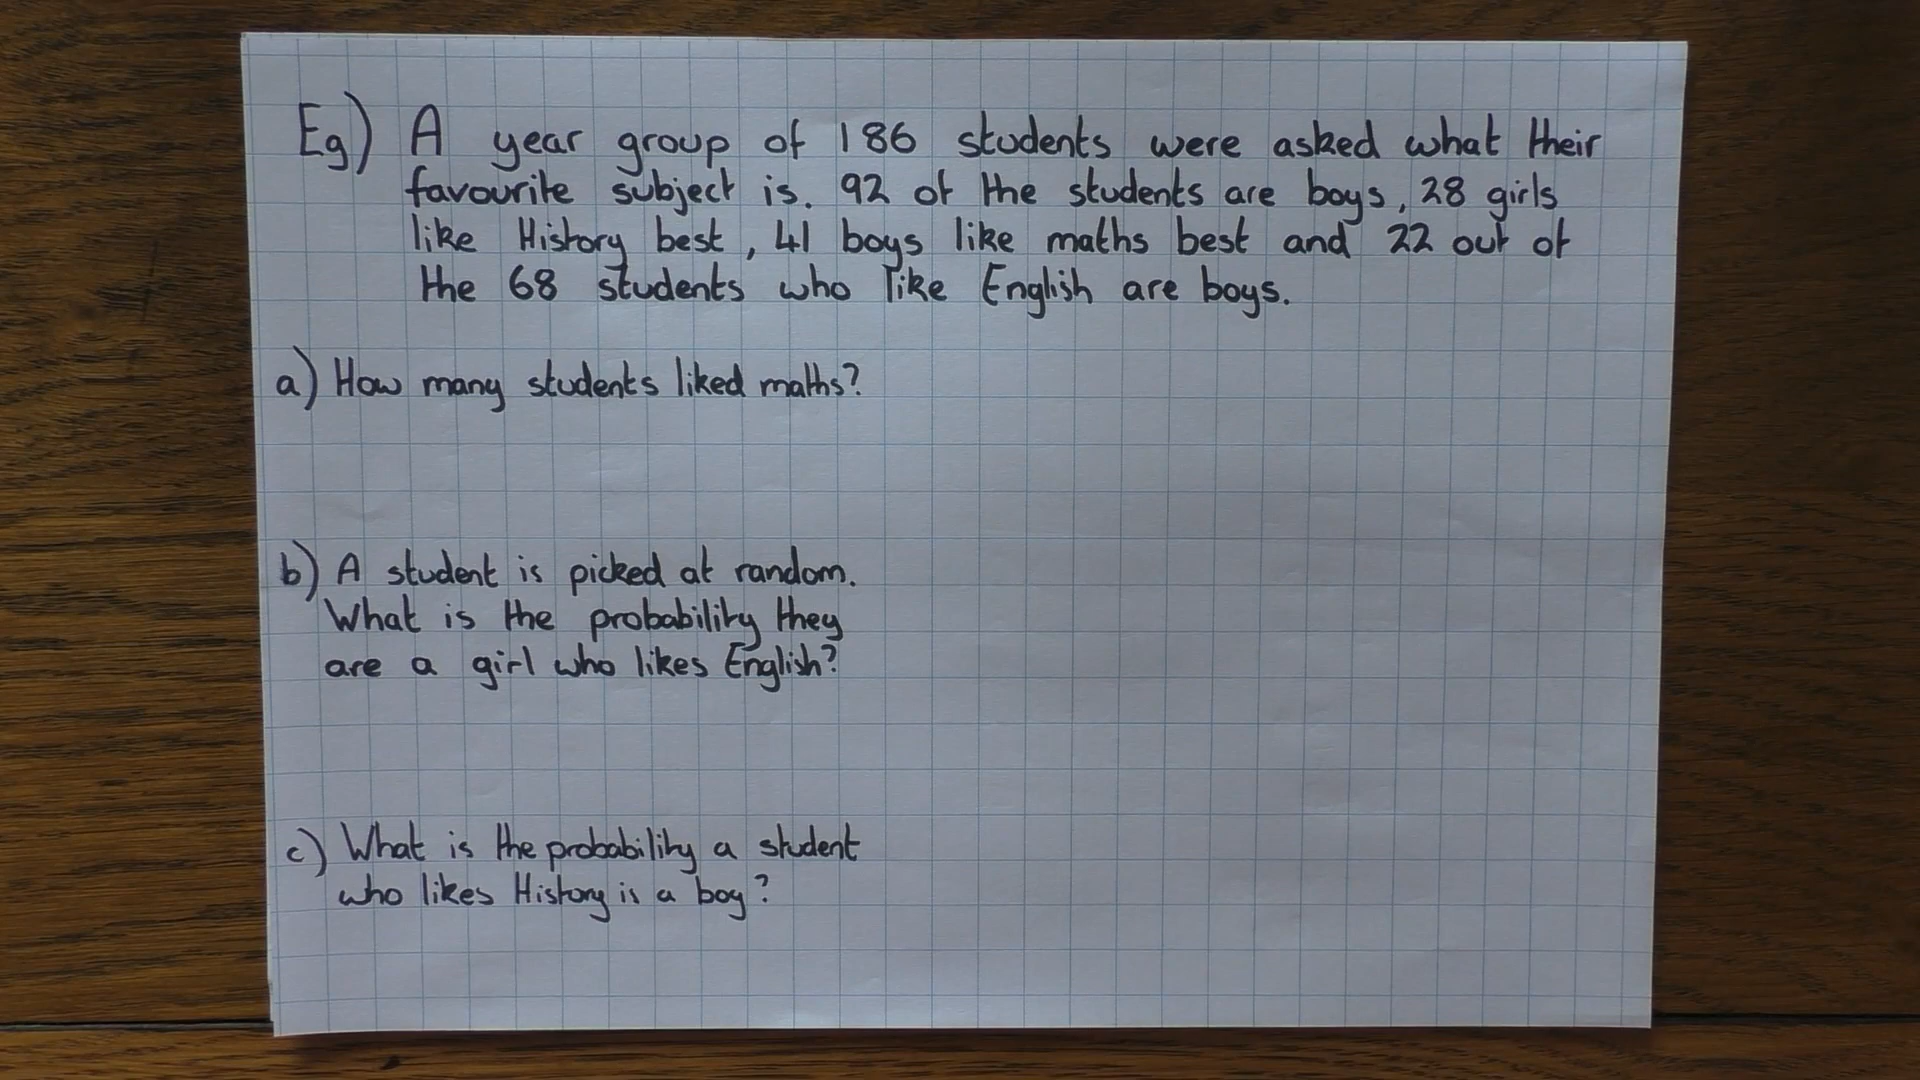 Eg) A year group of 186 students were asked what their
favourite subject is. 92 of the students are boys, 28 girls
like History best, 41 boys like maths best and 22 out of
the 68 students who like English are boys.
a) How many students liked maths?
b) A student is picked at random.
What is the probability they
are a girl who likes English?
c) What is the probability a student
who likes History is a boy?